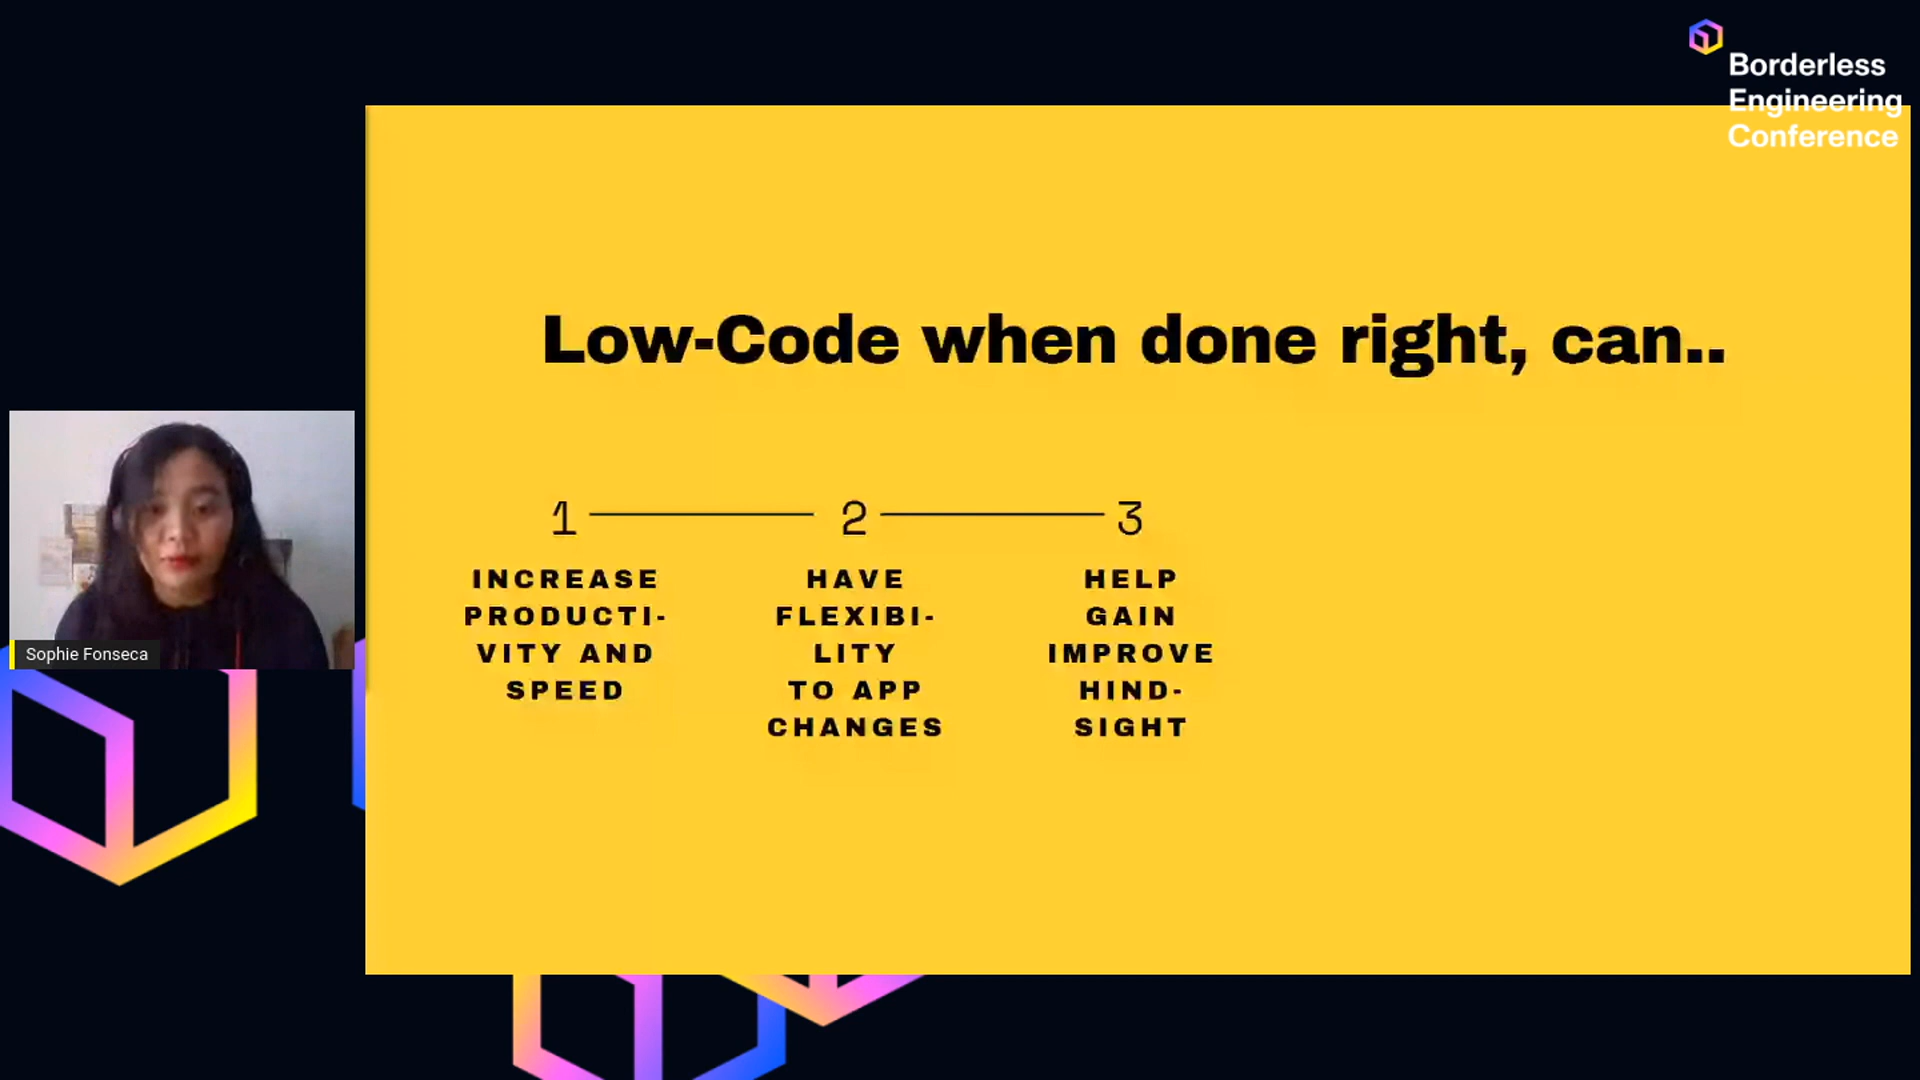 Borderless
Engineering
Conference
Low-Code when done right, can..
1
INCREASE
PRODUCTI-
VITY AND
SPEED
2
HAVE
FLEXIBI-
LITY
TO APP
CHANGES
3
HELP
GAIN
IMPROVE
HIND-
SIGHT
Sophie Fonseca